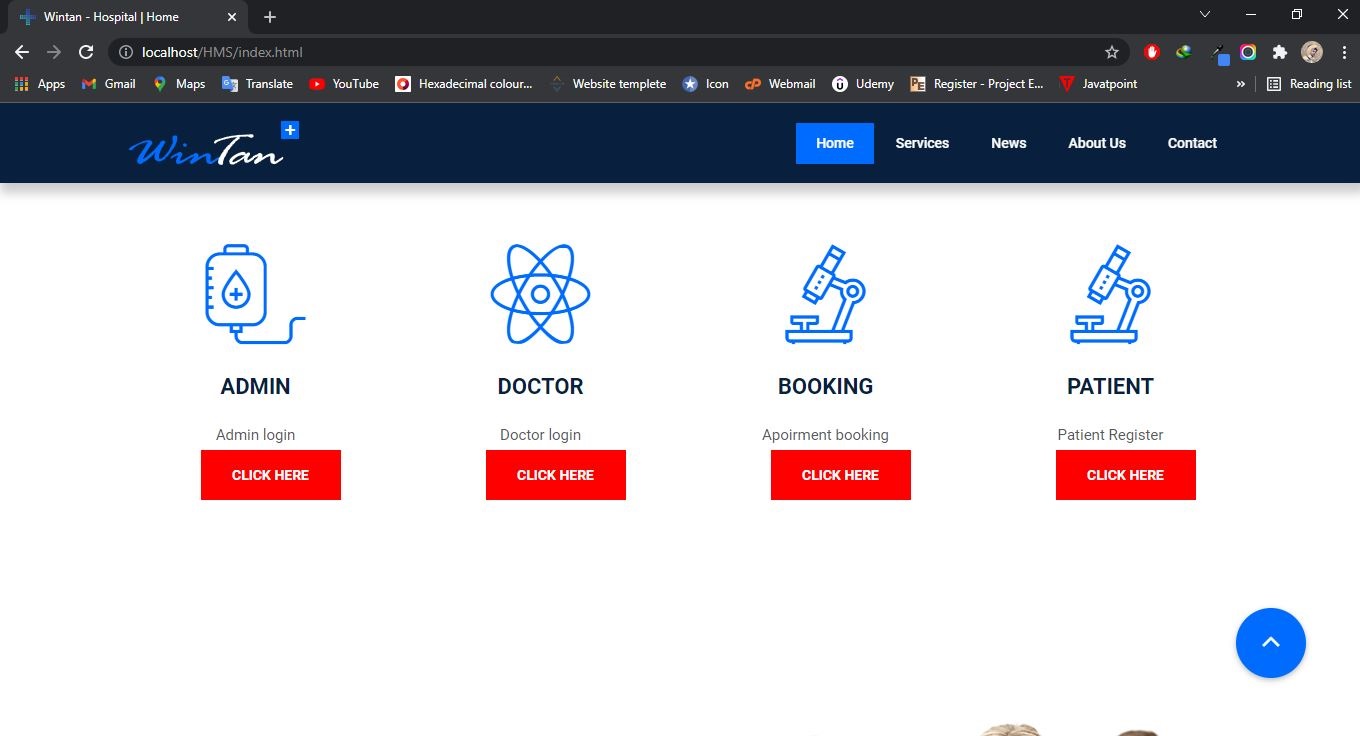 Wintan - Hospital | Home
localhost/HMS/index.html
Apps Gmail Maps Translate YouTube Hexadecimal colour... Website templete Icon Webmail Udemy Register - Project E... Javatpoint » Reading list
WinTan
Home Services News About Us Contact
ADMIN DOCTOR BOOKING PATIENT
Admin login Doctor login Apoirment booking Patient Register
CLICK HERE CLICK HERE CLICK HERE CLICK HERE